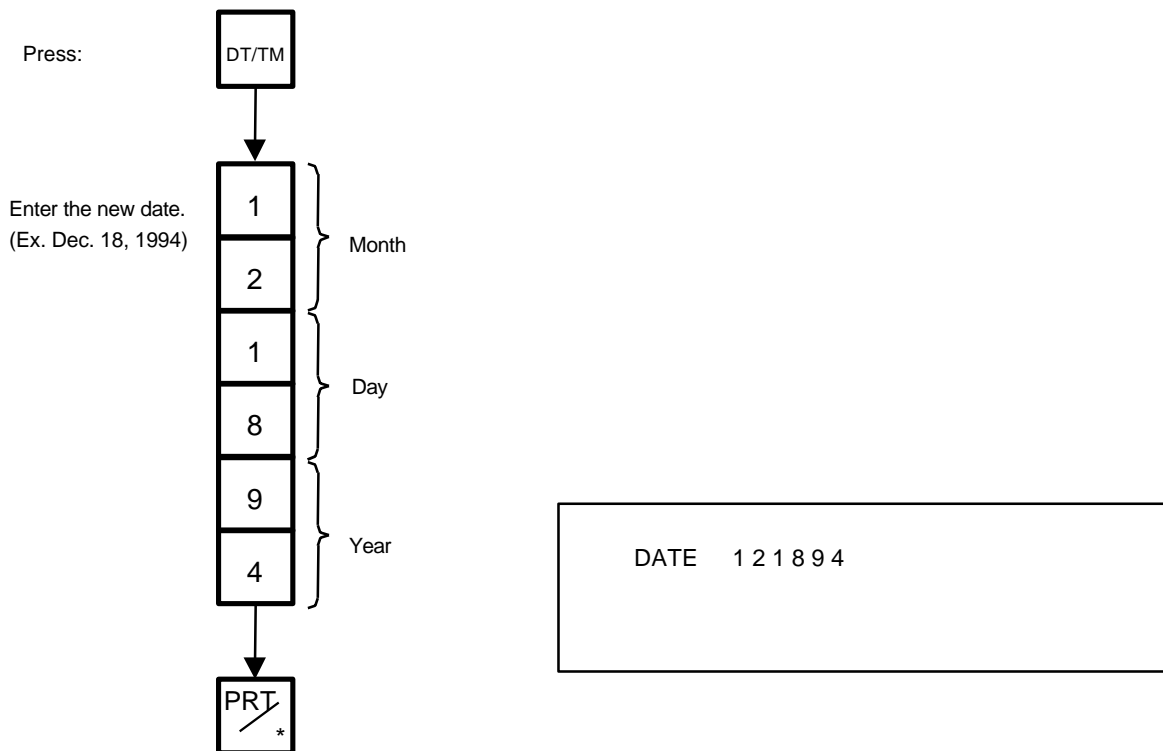 Press:
DT/TM
Enter the new date.
(Ex. Dec. 18, 1994)
1
2
Month
1
8
Day
9
4
Year
DATE 1 2 1 8 9 4
PRT
*